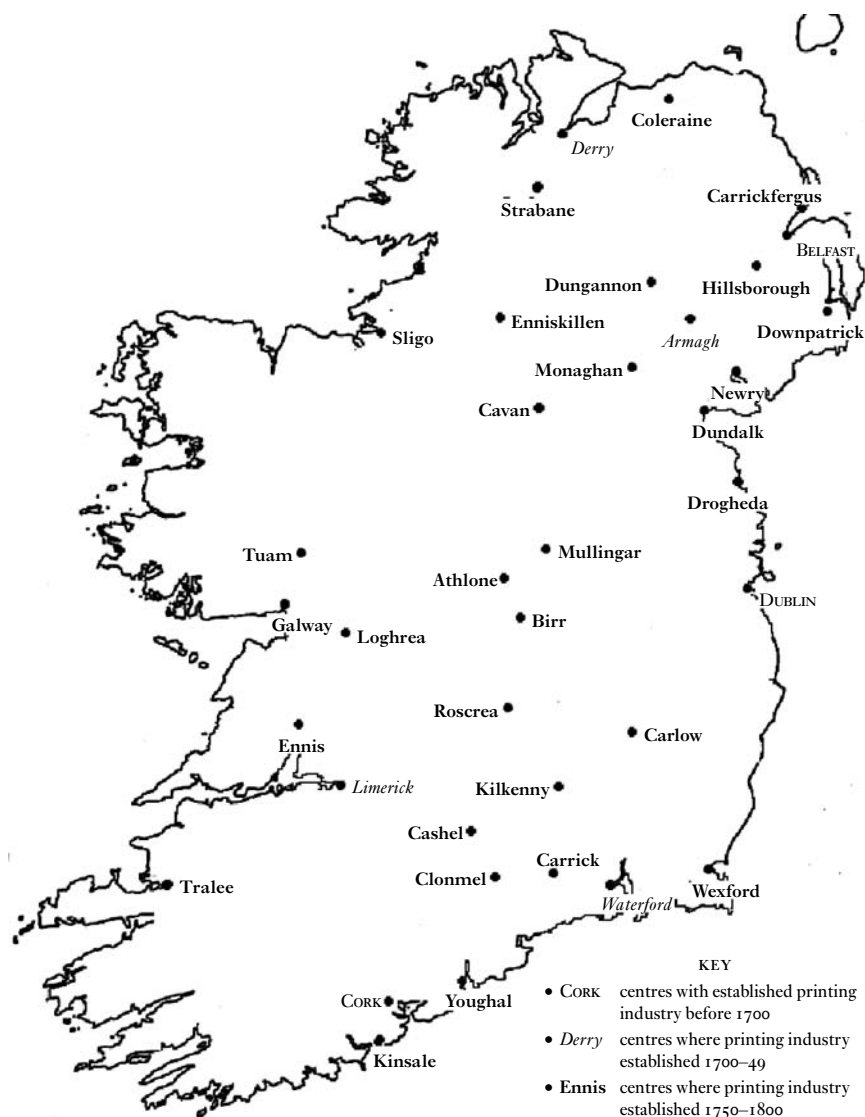 Coleraine
Derry
Strabane
Carrickfergus
BELFAST
Dungannon
Hillsborough
Enniskillen
Sligo
Armagh
Downpatrick
Monaghan
Newry
Cavan
Dundalk
Drogheda
Tuam
Mullingar
Athlone
DUBLIN
Galway
Birr
Loghrea
Roscrea
Carlow
Ennis
Limerick
Kilkenny
Cashel
Carrick
Tralee
Clonmel
Wexford
Waterford
CORK
Youghal
Kinsale
KEY
• CORK centres with established printing
industry before 1700
• Derry centres where printing industry
established 1700–49
• Ennis centres where printing industry
established 1750–1800